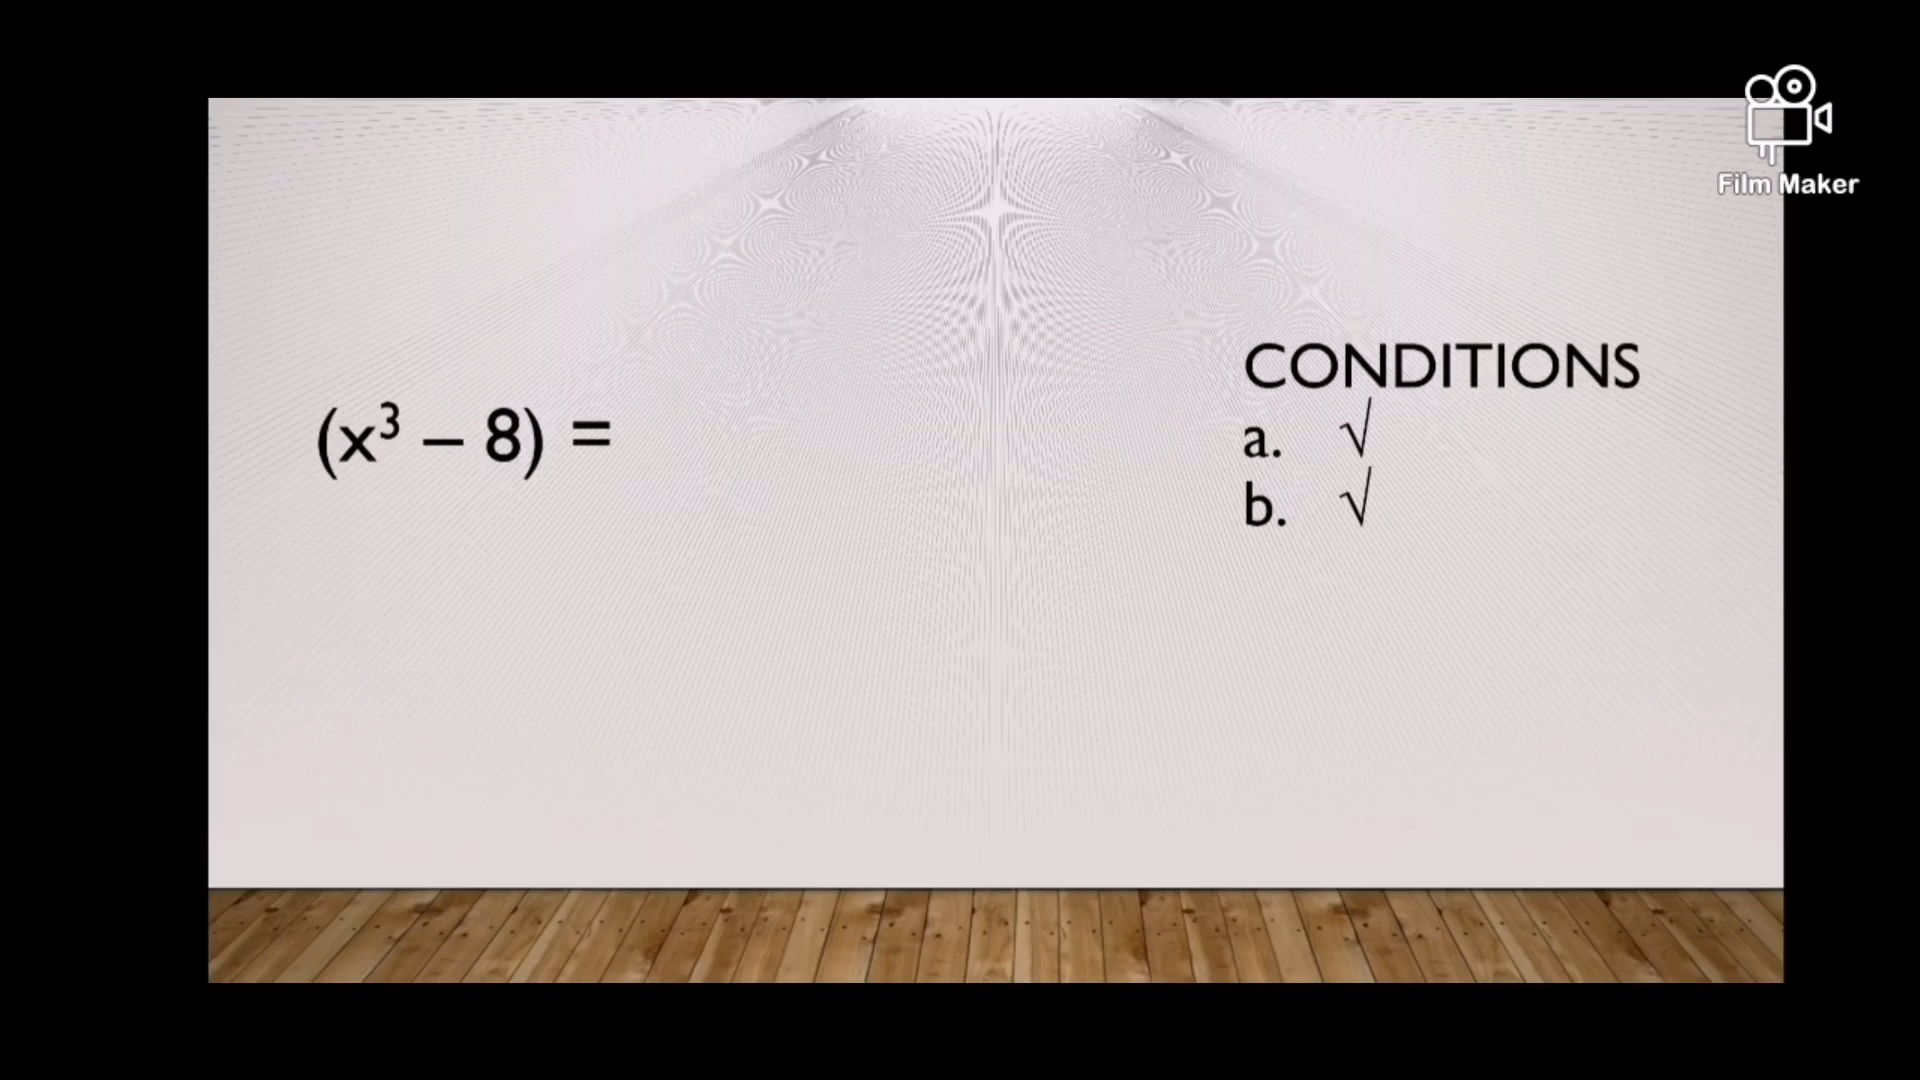 Film Maker
CONDITIONS
(x³ – 8) =
a. √
b. √